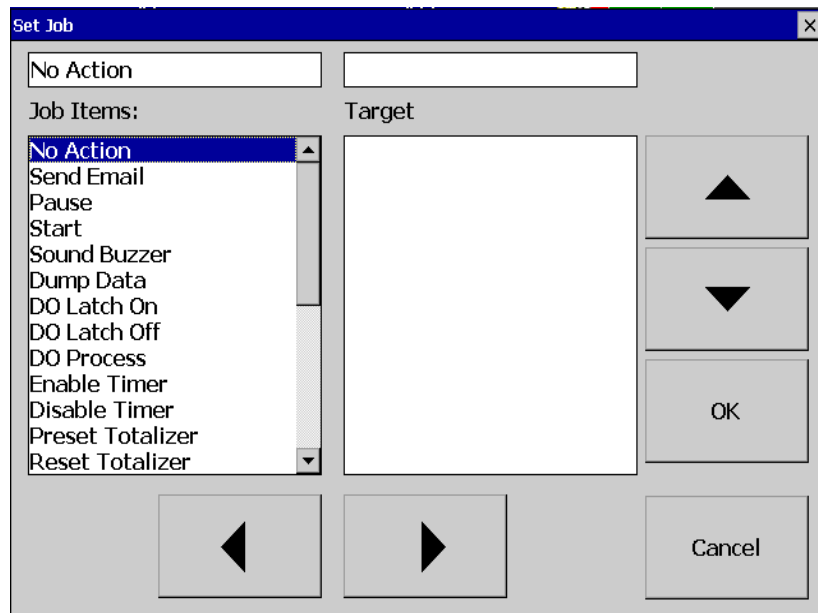 Set Job
No Action
Job Items:
Target
No Action
Send Email
Pause
Start
Sound Buzzer
Dump Data
DO Latch On
DO Latch Off
DO Process
Enable Timer
Disable Timer
Preset Totalizer
Reset Totalizer
OK
Cancel